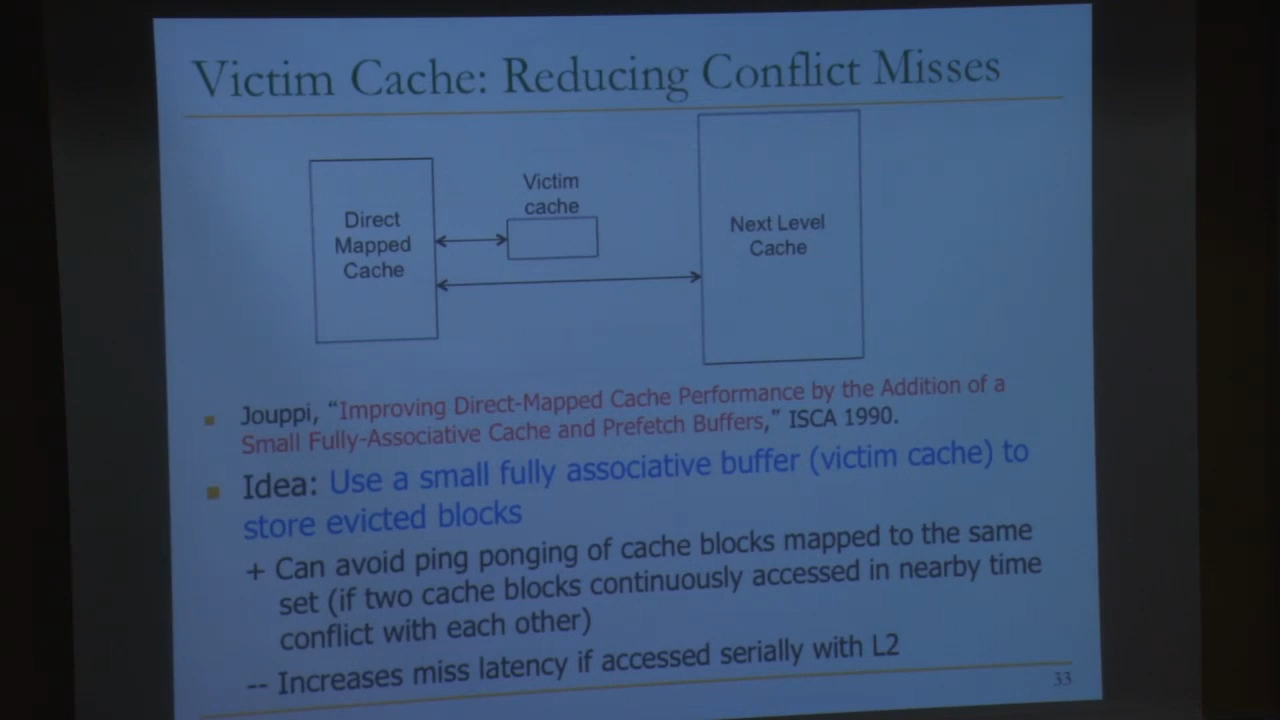 Victim Cache: Reducing Conflict Misses
Victim
cache
Direct
Mapped
Cache
Next Level
Cache
Jouppi, “Improving Direct-Mapped Cache Performance by the Addition of a
Small Fully-Associative Cache and Prefetch Buffers,” ISCA 1990.
Idea: Use a small fully associative buffer (victim cache) to
store evicted blocks
+ Can avoid ping ponging of cache blocks mapped to the same
set (if two cache blocks continuously accessed in nearby time
conflict with each other)
-- Increases miss latency if accessed serially with L2
33